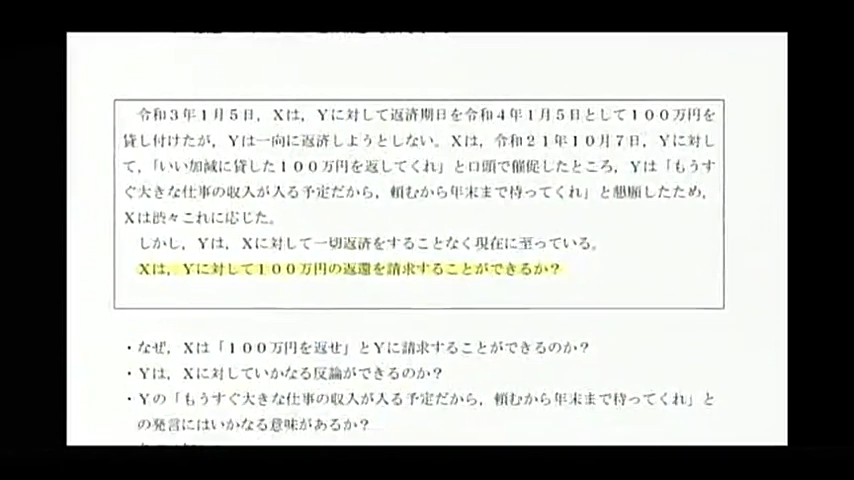 令和３年１月５日，Ｘは，Ｙに対して返済期日を令和４年１月５日として１００万円を
貸し付けたが，Ｙは一向に返済しようとしない。Ｘは，令和２１年１０月７日，Ｙに対し
て，「いい加減に貸した１００万円を返してくれ」と口頭で催促したところ，Ｙは「もうす
ぐ大きな仕事の収入が入る予定だから，頼むから年末まで待ってくれ」と懇願したため，
Ｘは渋々これに応じた。
しかし，Ｙは，Ｘに対して一切返済をすることなく現在に至っている。
Ｘは，Ｙに対して１００万円の返還を請求することができるか？
・なぜ，Ｘは「１００万円を返せ」とＹに請求することができるのか？
・Ｙは，Ｘに対していかなる反論ができるのか？
・Ｙの「もうすぐ大きな仕事の収入が入る予定だから，頼むから年末まで待ってくれ」と
の発言にはいかなる意味があるか？